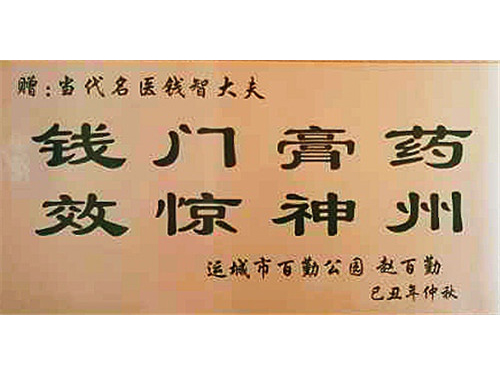 赠:当代名医钱智大夫
钱门膏药
效惊神州
运城市百勤公园 赵百勤
己丑年仲秋